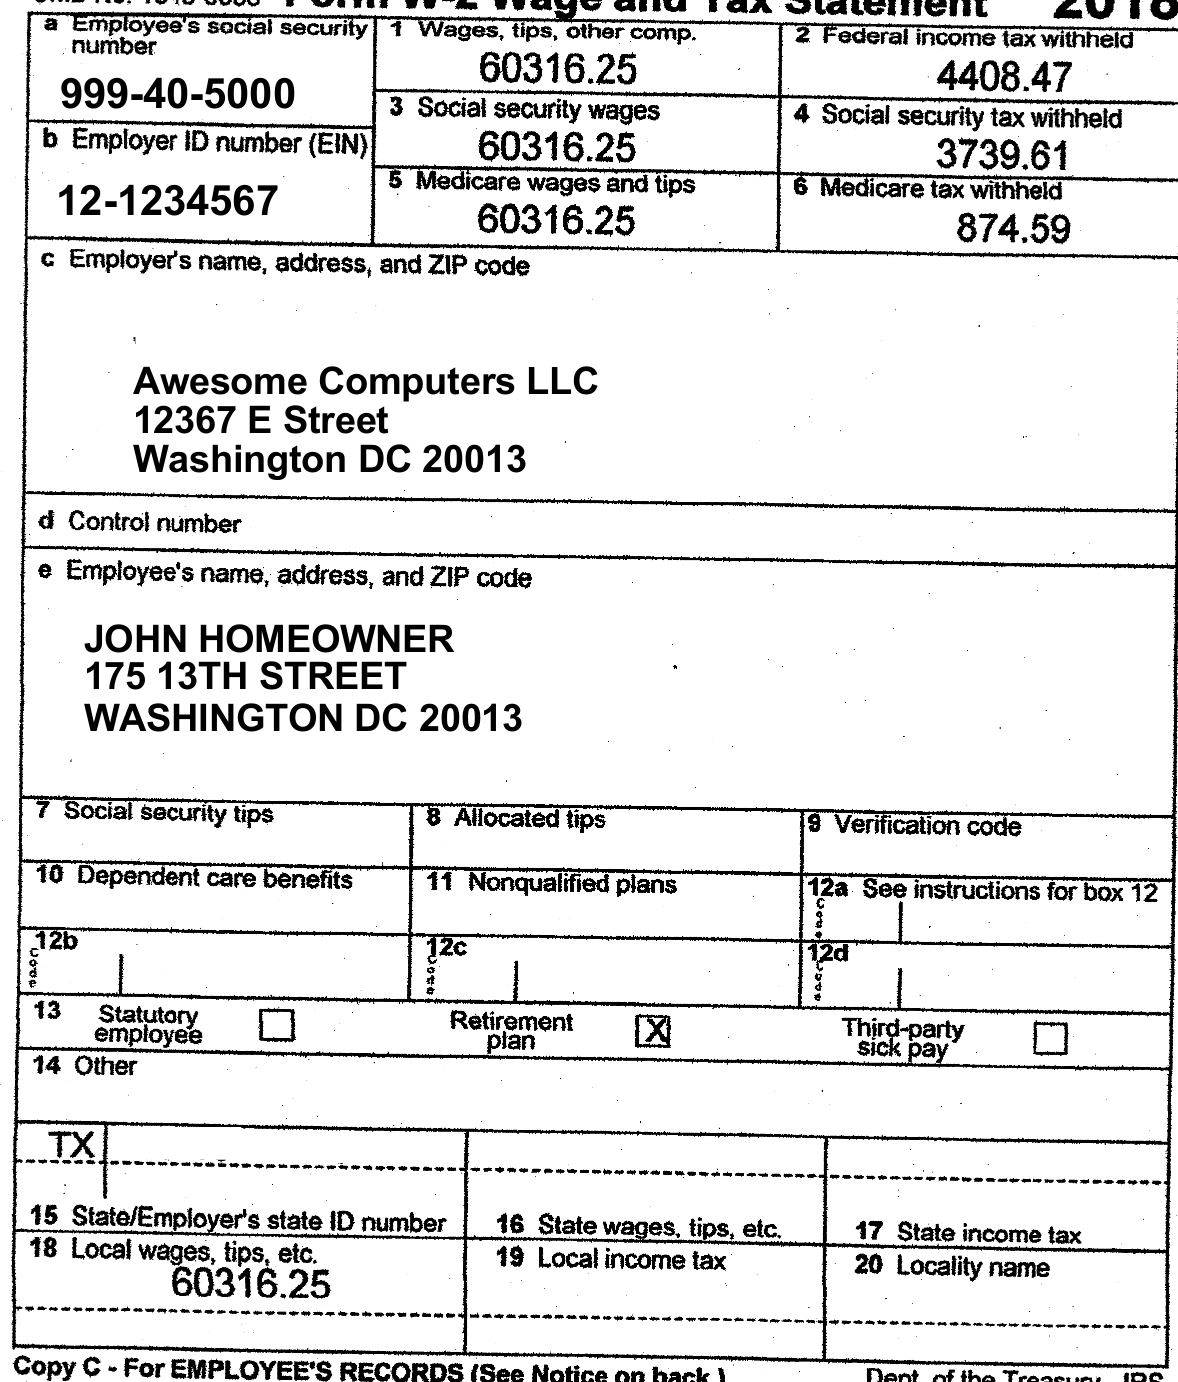 Form W-2 Wage and Tax Statement 2018
a Employee's social security number
999-40-5000
1 Wages, tips, other comp.
60316.25
2 Federal income tax withheld
4408.47
3 Social security wages
60316.25
4 Social security tax withheld
3739.61
b Employer ID number (EIN)
12-1234567
5 Medicare wages and tips
60316.25
6 Medicare tax withheld
874.59
c Employer's name, address, and ZIP code
Awesome Computers LLC
12367 E Street
Washington DC 20013
d Control number
e Employee's name, address, and ZIP code
JOHN HOMEOWNER
175 13TH STREET
WASHINGTON DC 20013
7 Social security tips
8 Allocated tips
9 Verification code
10 Dependent care benefits
11 Nonqualified plans
12a See instructions for box 12
Code
12b
Code
12c
Code
12d
Code
13 Statutory employee
Retirement plan X
Third-party sick pay
14 Other
TX
15 State/Employer's state ID number
16 State wages, tips, etc.
17 State income tax
18 Local wages, tips, etc.
60316.25
19 Local income tax
20 Locality name
Copy C - For EMPLOYEE'S RECORDS (See Notice on back.)
Dept. of the Treasury - IRS